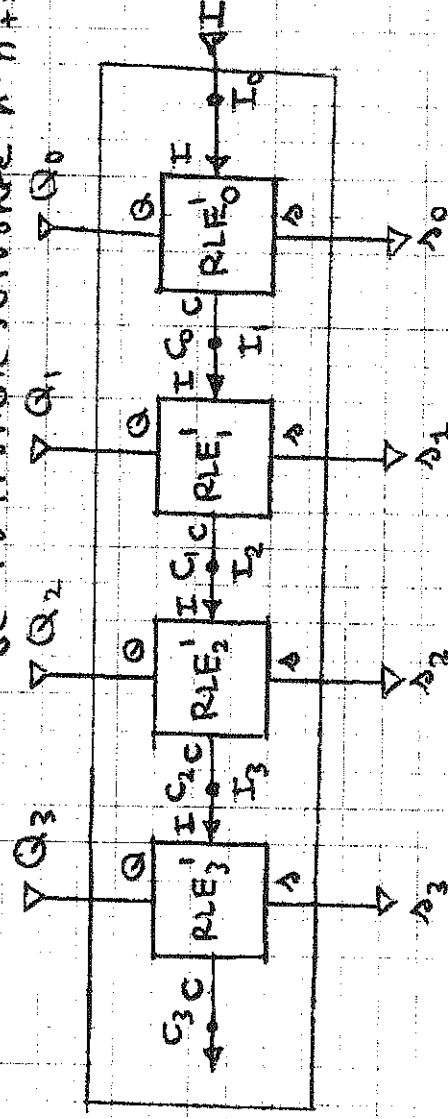 Q₃ Q₂ Q₁ Q₀
Q Q Q Q
C₃ C RLE'₃ I C₂ C RLE'₂ I C₁ C RLE'₁ I C₀ C RLE'₀ I I
I₃ I₂ I₁ I₀
s s s s
s₃ s₂ s₁ s₀